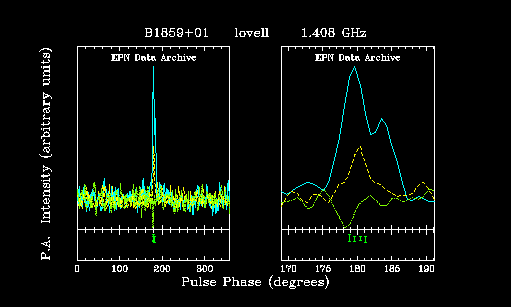 B1859+01 lovell 1.408 GHz
EPN Data Archive EPN Data Archive
P.A. Intensity (arbitrary units)
0 100 200 300 170 175 180 185 190
Pulse Phase (degrees)